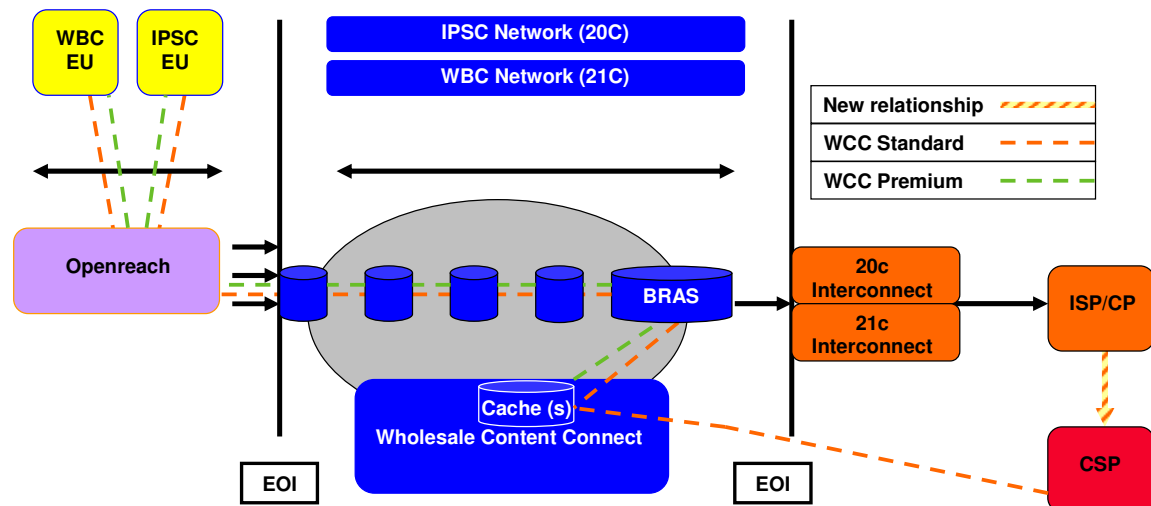 WBC
EU
IPSC
EU
IPSC Network (20C)
WBC Network (21C)
New relationship
WCC Standard
WCC Premium
Openreach
BRAS
20c
Interconnect
21c
Interconnect
ISP/CP
Cache (s)
Wholesale Content Connect
CSP
EOI
EOI